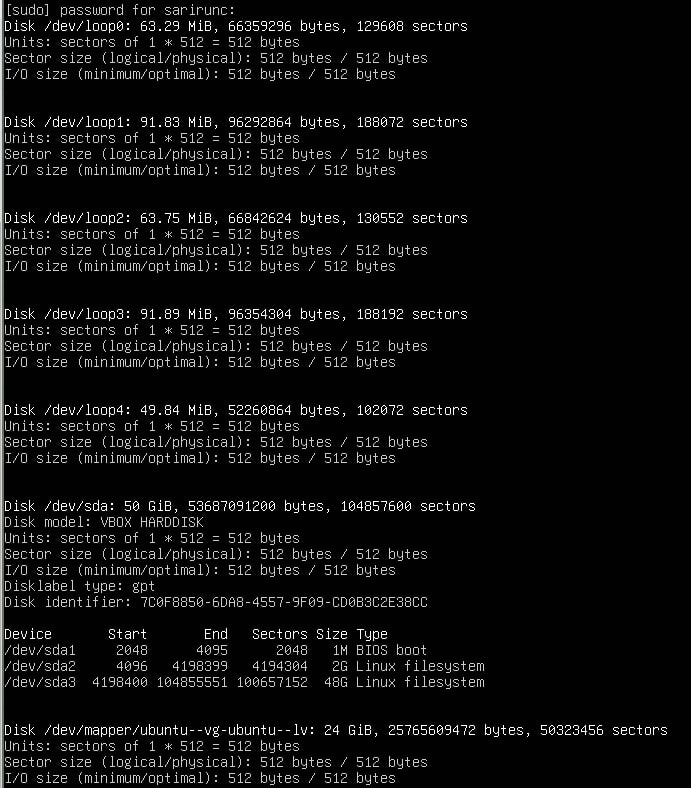 [sudo] password for sarirunc:
Disk /dev/loop0: 63.29 MiB, 66359296 bytes, 129608 sectors
Units: sectors of 1 * 512 = 512 bytes
Sector size (logical/physical): 512 bytes / 512 bytes
I/O size (minimum/optimal): 512 bytes / 512 bytes
Disk /dev/loop1: 91.83 MiB, 96292864 bytes, 188072 sectors
Units: sectors of 1 * 512 = 512 bytes
Sector size (logical/physical): 512 bytes / 512 bytes
I/O size (minimum/optimal): 512 bytes / 512 bytes
Disk /dev/loop2: 63.75 MiB, 66842624 bytes, 130552 sectors
Units: sectors of 1 * 512 = 512 bytes
Sector size (logical/physical): 512 bytes / 512 bytes
I/O size (minimum/optimal): 512 bytes / 512 bytes
Disk /dev/loop3: 91.89 MiB, 96354304 bytes, 188192 sectors
Units: sectors of 1 * 512 = 512 bytes
Sector size (logical/physical): 512 bytes / 512 bytes
I/O size (minimum/optimal): 512 bytes / 512 bytes
Disk /dev/loop4: 49.84 MiB, 52260864 bytes, 102072 sectors
Units: sectors of 1 * 512 = 512 bytes
Sector size (logical/physical): 512 bytes / 512 bytes
I/O size (minimum/optimal): 512 bytes / 512 bytes
Disk /dev/sda: 50 GiB, 53687091200 bytes, 104857600 sectors
Disk model: VBOX HARDDISK
Units: sectors of 1 * 512 = 512 bytes
Sector size (logical/physical): 512 bytes / 512 bytes
I/O size (minimum/optimal): 512 bytes / 512 bytes
Disklabel type: gpt
Disk identifier: 7C0F8850-6DA8-4557-9F09-CD0B3C2E38CC
Device Start End Sectors Size Type
/dev/sda1 2048 4095 2048 1M BIOS boot
/dev/sda2 4096 4198399 4194304 2G Linux filesystem
/dev/sda3 4198400 104855551 100657152 48G Linux filesystem
Disk /dev/mapper/ubuntu--vg-ubuntu--lv: 24 GiB, 25765609472 bytes, 50323456 sectors
Units: sectors of 1 * 512 = 512 bytes
Sector size (logical/physical): 512 bytes / 512 bytes
I/O size (minimum/optimal): 512 bytes / 512 bytes